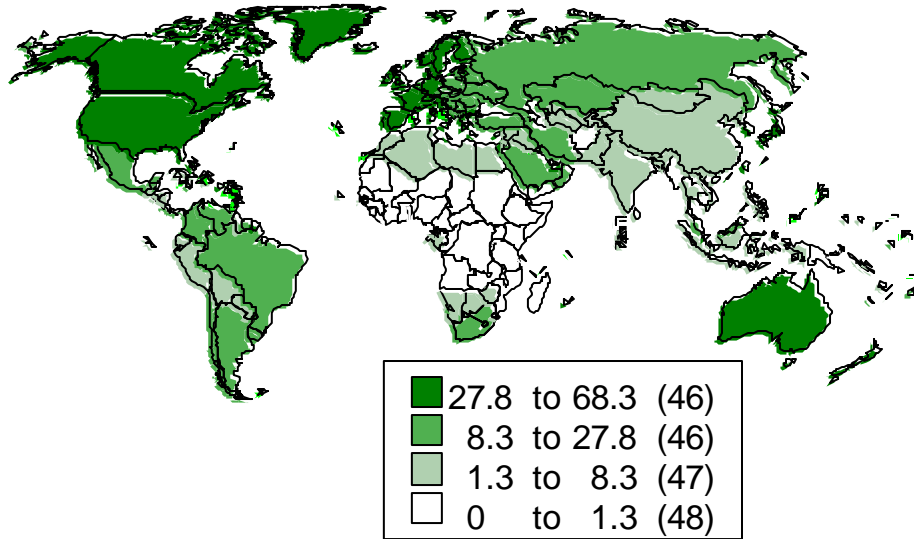 27.8 to 68.3 (46)
8.3 to 27.8 (46)
1.3 to 8.3 (47)
0 to 1.3 (48)